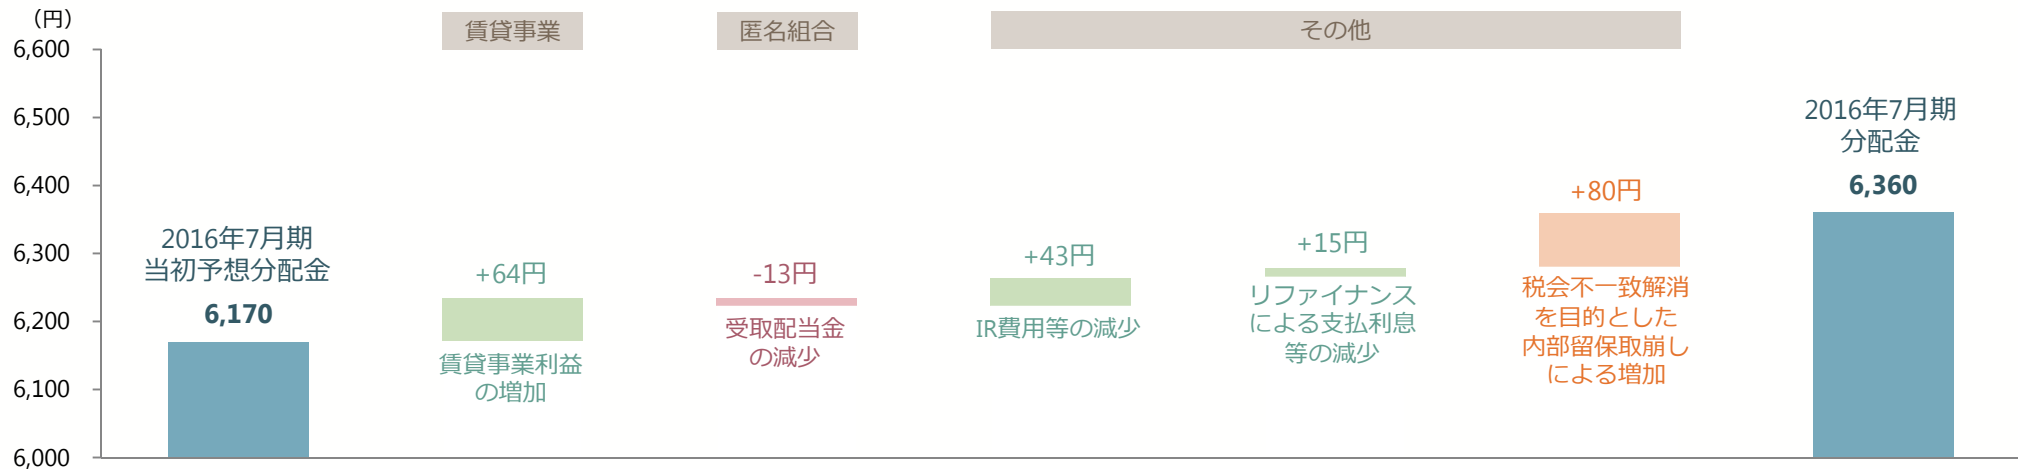 （円）
6,600
6,500
6,400
6,300
6,200
6,100
6,000
賃貸事業
匿名組合
その他
2016年7月期
当初予想分配金
6,170
+64円
賃貸事業利益
の増加
-13円
受取配当金
の減少
+43円
IR費用等の減少
+15円
リファイナンス
による支払利息
等の減少
+80円
税会不一致解消
を目的とした
内部留保取崩し
による増加
2016年7月期
分配金
6,360